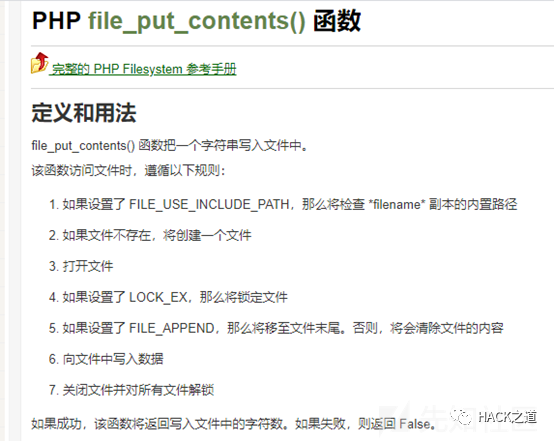 PHP file_put_contents() 函数
完整的 PHP Filesystem 参考手册
定义和用法
file_put_contents() 函数把一个字符串写入文件中。
该函数访问文件时，遵循以下规则：
1. 如果设置了 FILE_USE_INCLUDE_PATH，那么将检查 *filename* 副本的内置路径
2. 如果文件不存在，将创建一个文件
3. 打开文件
4. 如果设置了 LOCK_EX，那么将锁定文件
5. 如果设置了 FILE_APPEND，那么将移至文件末尾。否则，将会清除文件的内容
6. 向文件中写入数据
7. 关闭文件并对所有文件解锁
如果成功，该函数将返回写入文件中的字符数。如果失败，则返回 False。
HACK之道